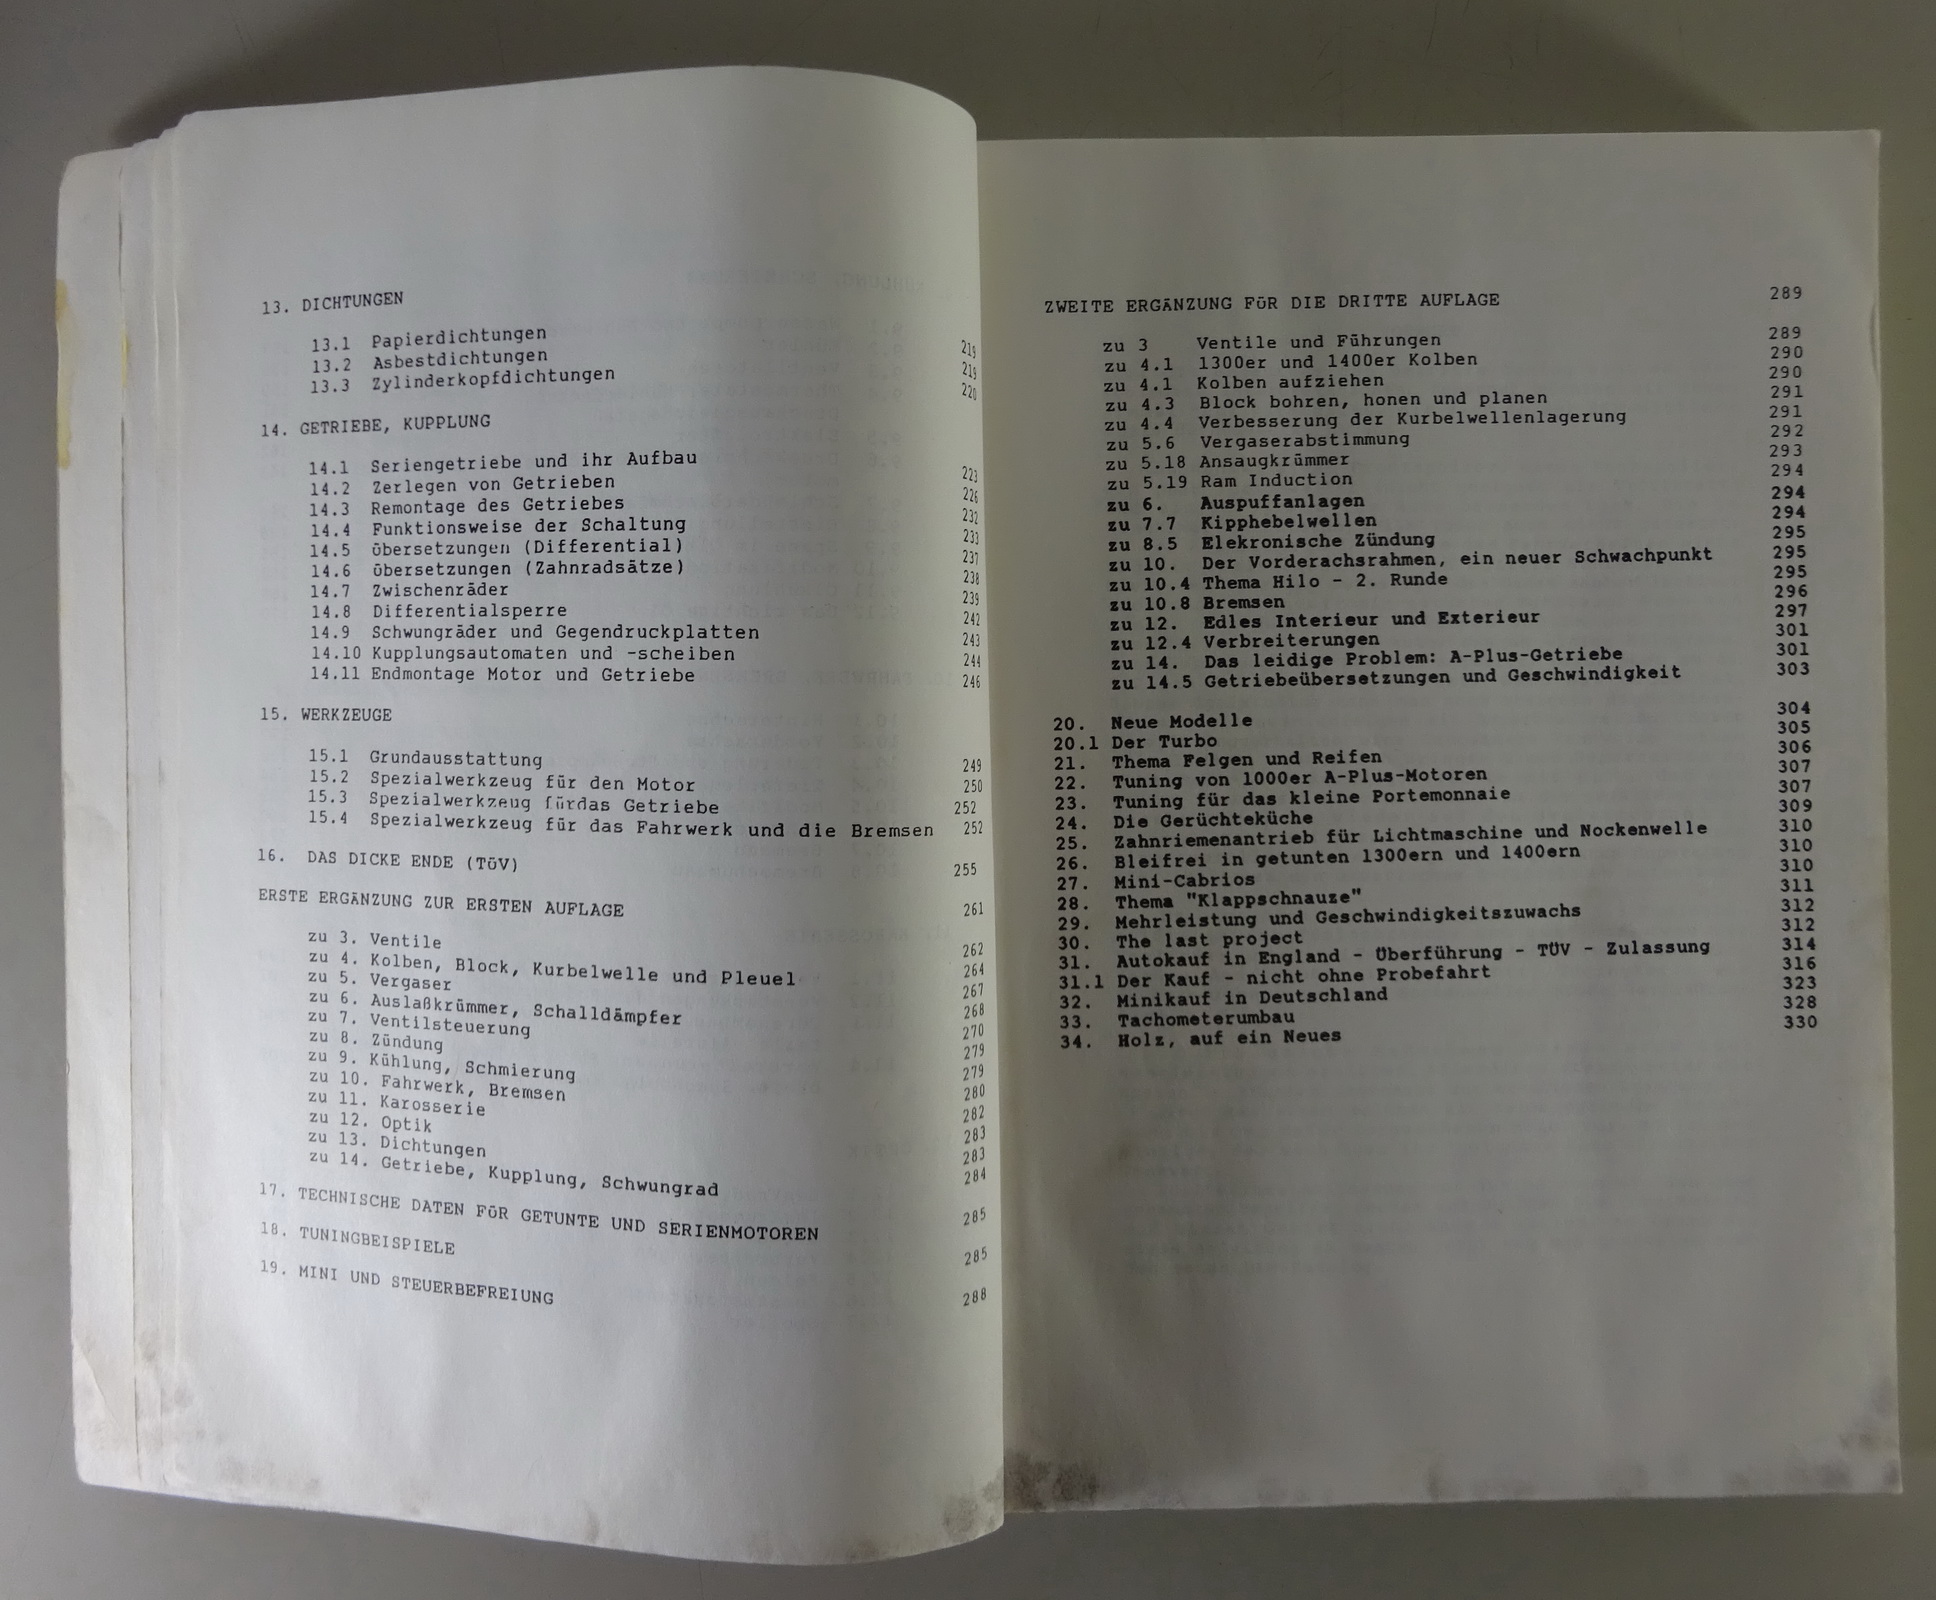 13. DICHTUNGEN
13.1 Papierdichtungen 219
13.2 Asbestdichtungen 219
13.3 Zylinderkopfdichtungen 220
14. GETRIEBE, KUPPLUNG
14.1 Seriengetriebe und ihr Aufbau 223
14.2 Zerlegen von Getrieben 226
14.3 Remontage des Getriebes 232
14.4 Funktionsweise der Schaltung 233
14.5 übersetzungen (Differential) 237
14.6 übersetzungen (Zahnradsätze) 238
14.7 Zwischenräder 239
14.8 Differentialsperre 242
14.9 Schwungräder und Gegendruckplatten 243
14.10 Kupplungsautomaten und -scheiben 244
14.11 Endmontage Motor und Getriebe 246
15. WERKZEUGE
15.1 Grundausstattung 249
15.2 Spezialwerkzeug für den Motor 250
15.3 Spezialwerkzeug fürdas Getriebe 252
15.4 Spezialwerkzeug für das Fahrwerk und die Bremsen 252
16. DAS DICKE ENDE (TüV) 255
ERSTE ERGäNZUNG ZUR ERSTEN AUFLAGE 261
zu 3. Ventile 262
zu 4. Kolben, Block, Kurbelwelle und Pleuel 264
zu 5. Vergaser 267
zu 6. Auslaßkrümmer, Schalldämpfer 268
zu 7. Ventilsteuerung 270
zu 8. Zündung 279
zu 9. Kühlung, Schmierung 279
zu 10. Fahrwerk, Bremsen 280
zu 11. Karosserie 282
zu 12. Optik 283
zu 13. Dichtungen 283
zu 14. Getriebe, Kupplung, Schwungrad 284
17. TECHNISCHE DATEN FüR GETUNTE UND SERIENMOTOREN 285
18. TUNINGBEISPIELE 285
19. MINI UND STEUERBEFREIUNG 288
ZWEITE ERGäNZUNG FüR DIE DRITTE AUFLAGE 289
zu 3 Ventile und Führungen 289
zu 4.1 1300er und 1400er Kolben 290
zu 4.1 Kolben aufziehen 290
zu 4.3 Block bohren, honen und planen 291
zu 4.4 Verbesserung der Kurbelwellenlagerung 291
zu 5.6 Vergaserabstimmung 292
zu 5.18 Ansaugkrümmer 293
zu 5.19 Ram Induction 294
zu 6. Auspuffanlagen 294
zu 7.7 Kipphebelwellen 294
zu 8.5 Elekronische Zündung 295
zu 10. Der Vorderachsrahmen, ein neuer Schwachpunkt 295
zu 10.4 Thema Hilo - 2. Runde 295
zu 10.8 Bremsen 296
zu 12. Edles Interieur und Exterieur 297
zu 12.4 Verbreiterungen 301
zu 14. Das leidige Problem: A-Plus-Getriebe 301
zu 14.5 Getriebeübersetzungen und Geschwindigkeit 303
20. Neue Modelle 304
20.1 Der Turbo 305
21. Thema Felgen und Reifen 306
22. Tuning von 1000er A-Plus-Motoren 307
23. Tuning für das kleine Portemonnaie 307
24. Die Gerüchteküche 309
25. Zahnriemenantrieb für Lichtmaschine und Nockenwelle 310
26. Bleifrei in getunten 1300ern und 1400ern 310
27. Mini-Cabrios 310
28. Thema "Klappschnauze" 311
29. Mehrleistung und Geschwindigkeitszuwachs 312
30. The last project 312
31. Autokauf in England - Überführung - TÜV - Zulassung 314
31.1 Der Kauf - nicht ohne Probefahrt 316
32. Minikauf in Deutschland 323
33. Tachometerumbau 328
34. Holz, auf ein Neues 330